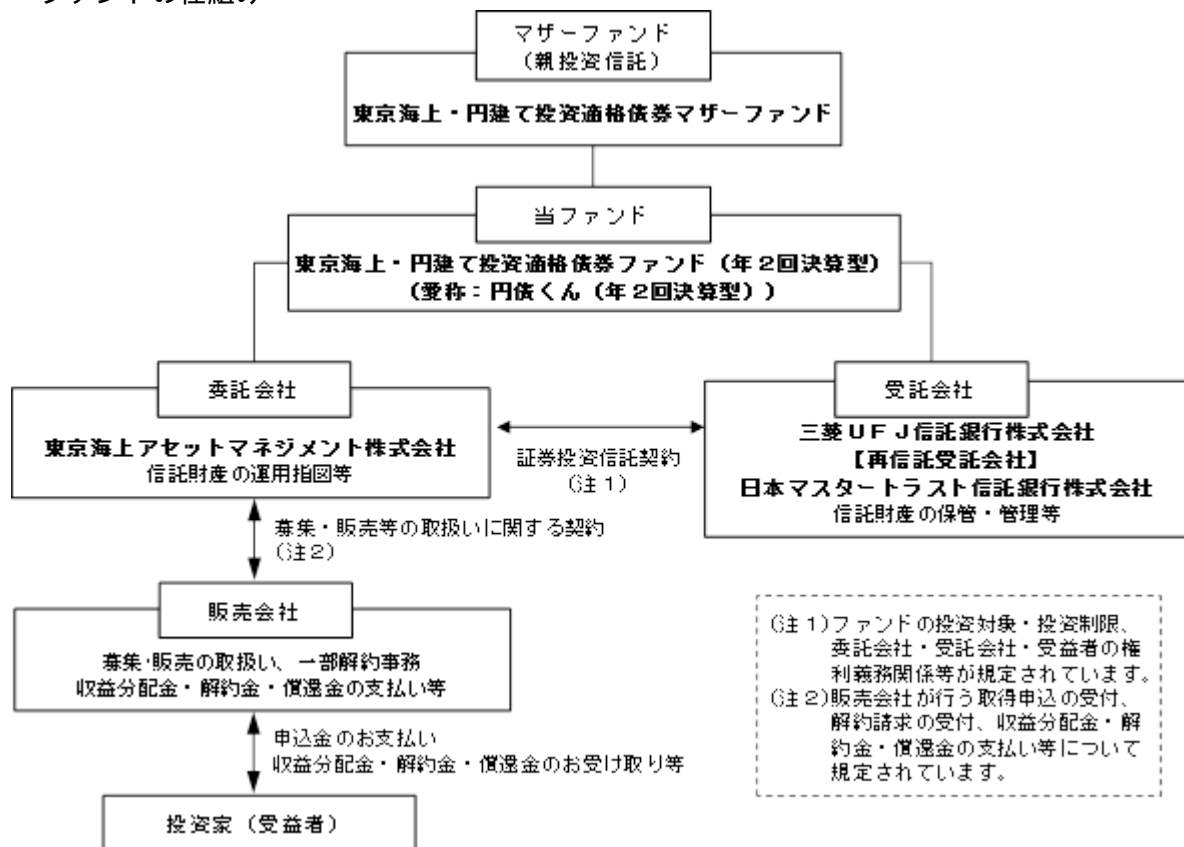 ファンドの仕組み
マザーファンド
（親投資信託）
東京海上・円建て投資適格債券マザーファンド
当ファンド
東京海上・円建て投資適格債券ファンド（年２回決算型）
（愛称：円債くん（年２回決算型））
委託会社
東京海上アセットマネジメント株式会社
信託財産の運用指図等
証券投資信託契約
（注１）
受託会社
三菱ＵＦＪ信託銀行株式会社
【再信託受託会社】
日本マスタートラスト信託銀行株式会社
信託財産の保管・管理等
募集・販売等の取扱いに関する契約
（注２）
販売会社
募集・販売の取扱い、一部解約事務
収益分配金・解約金・償還金の支払い等
申込金のお支払い
収益分配金・解約金・償還金のお受け取り等
投資家（受益者）
（注１）ファンドの投資対象・投資制限、
委託会社・受託会社・受益者の権
利義務関係等が規定されています。
（注２）販売会社が行う取得申込の受付、
解約請求の受付、収益分配金・解
約金・償還金の支払い等について
規定されています。